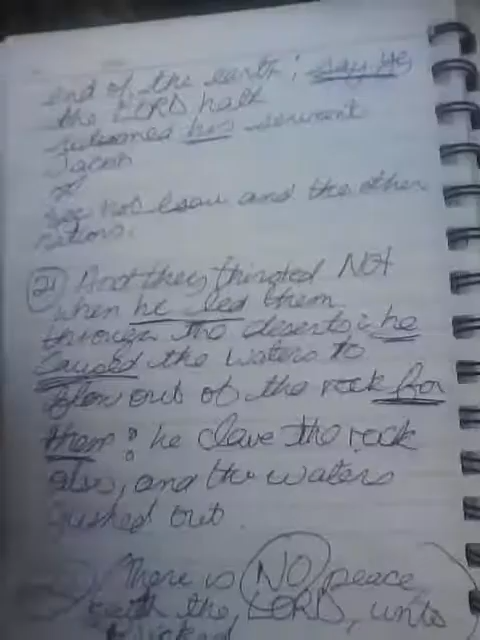 end of the earth; say ye,
the LORD hath
redeemed his servant
Jacob
see not Esau and the other
nations.
21 And they thirsted NOT
when he led them
through the deserts: he
caused the waters to
flow out of the rock for
them: he clave the rock
also, and the waters
gushed out.
There is NO peace,
saith the LORD, unto